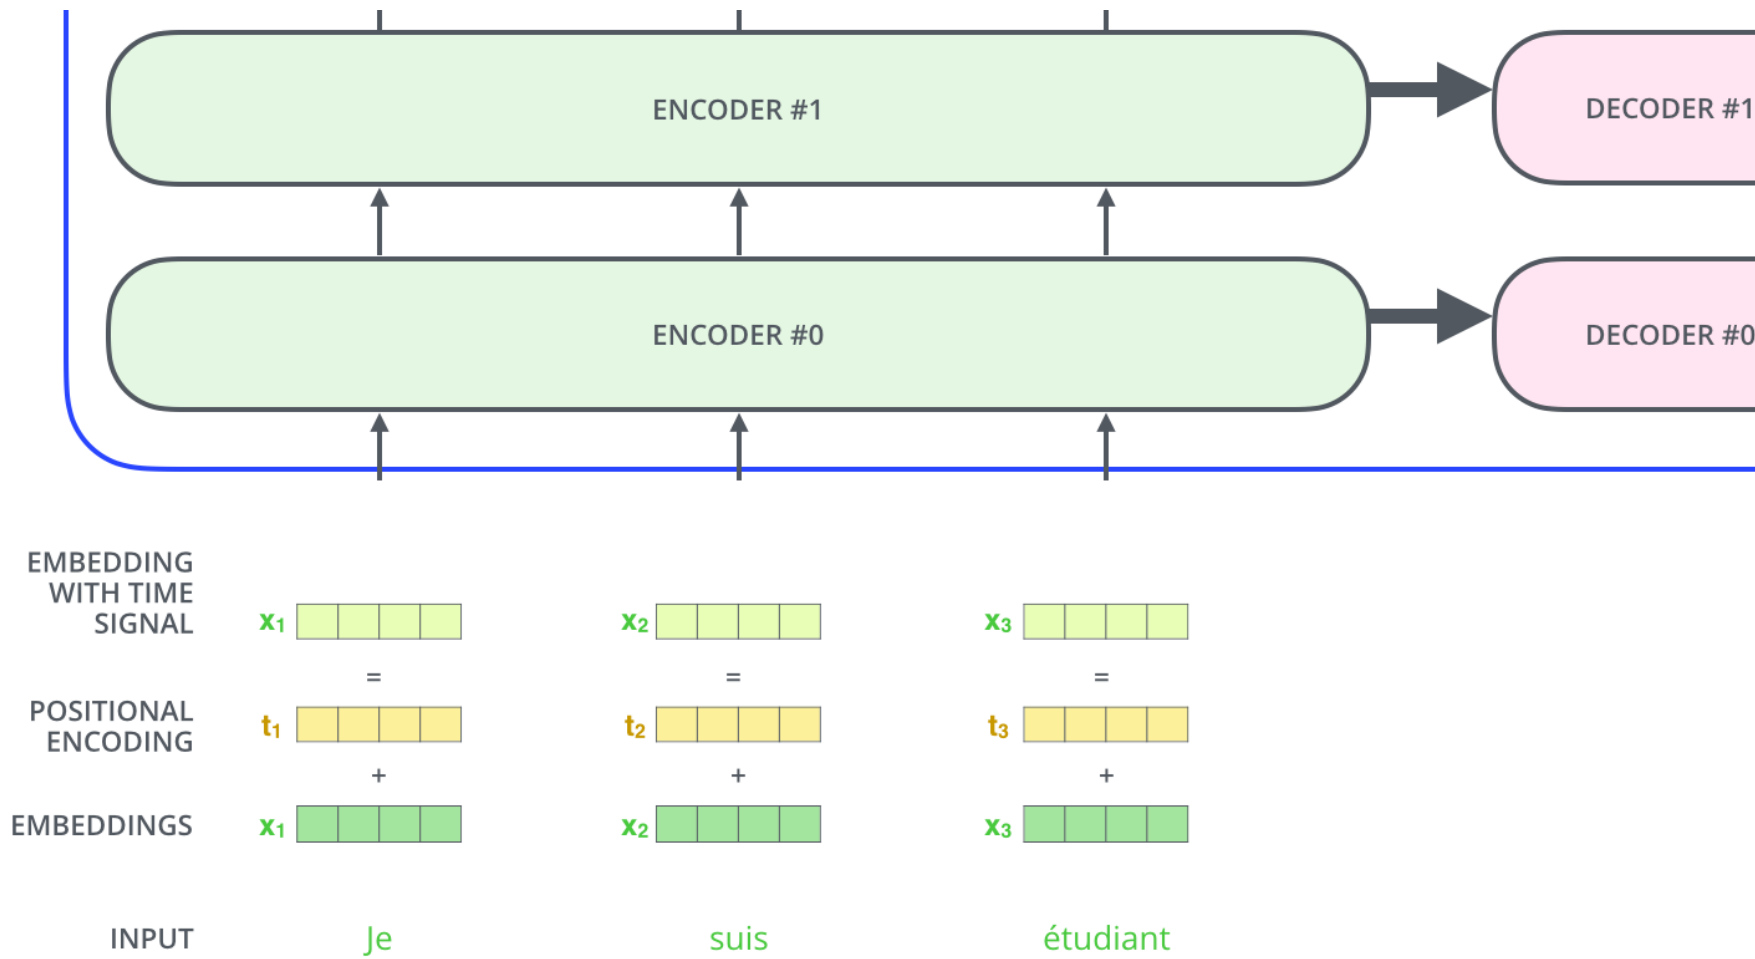 ENCODER #1
DECODER #1
ENCODER #0
DECODER #0
EMBEDDING
WITH TIME
SIGNAL
x1
x2
x3
=
=
=
POSITIONAL
ENCODING
t1
t2
t3
+
+
+
EMBEDDINGS
x1
x2
x3
INPUT
Je
suis
étudiant